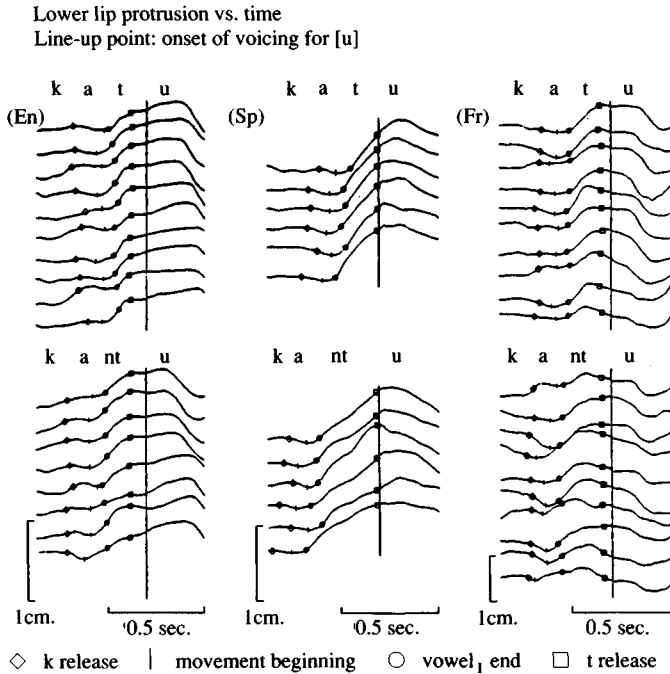 Lower lip protrusion vs. time
Line-up point: onset of voicing for [u]
k a t u k a t u k a t u
(En) (Sp) (Fr)
k a nt u k a nt u k a nt u
1cm. 0.5 sec. 1cm. 0.5 sec. 1cm. 0.5 sec.
k release movement beginning vowel1 end t release